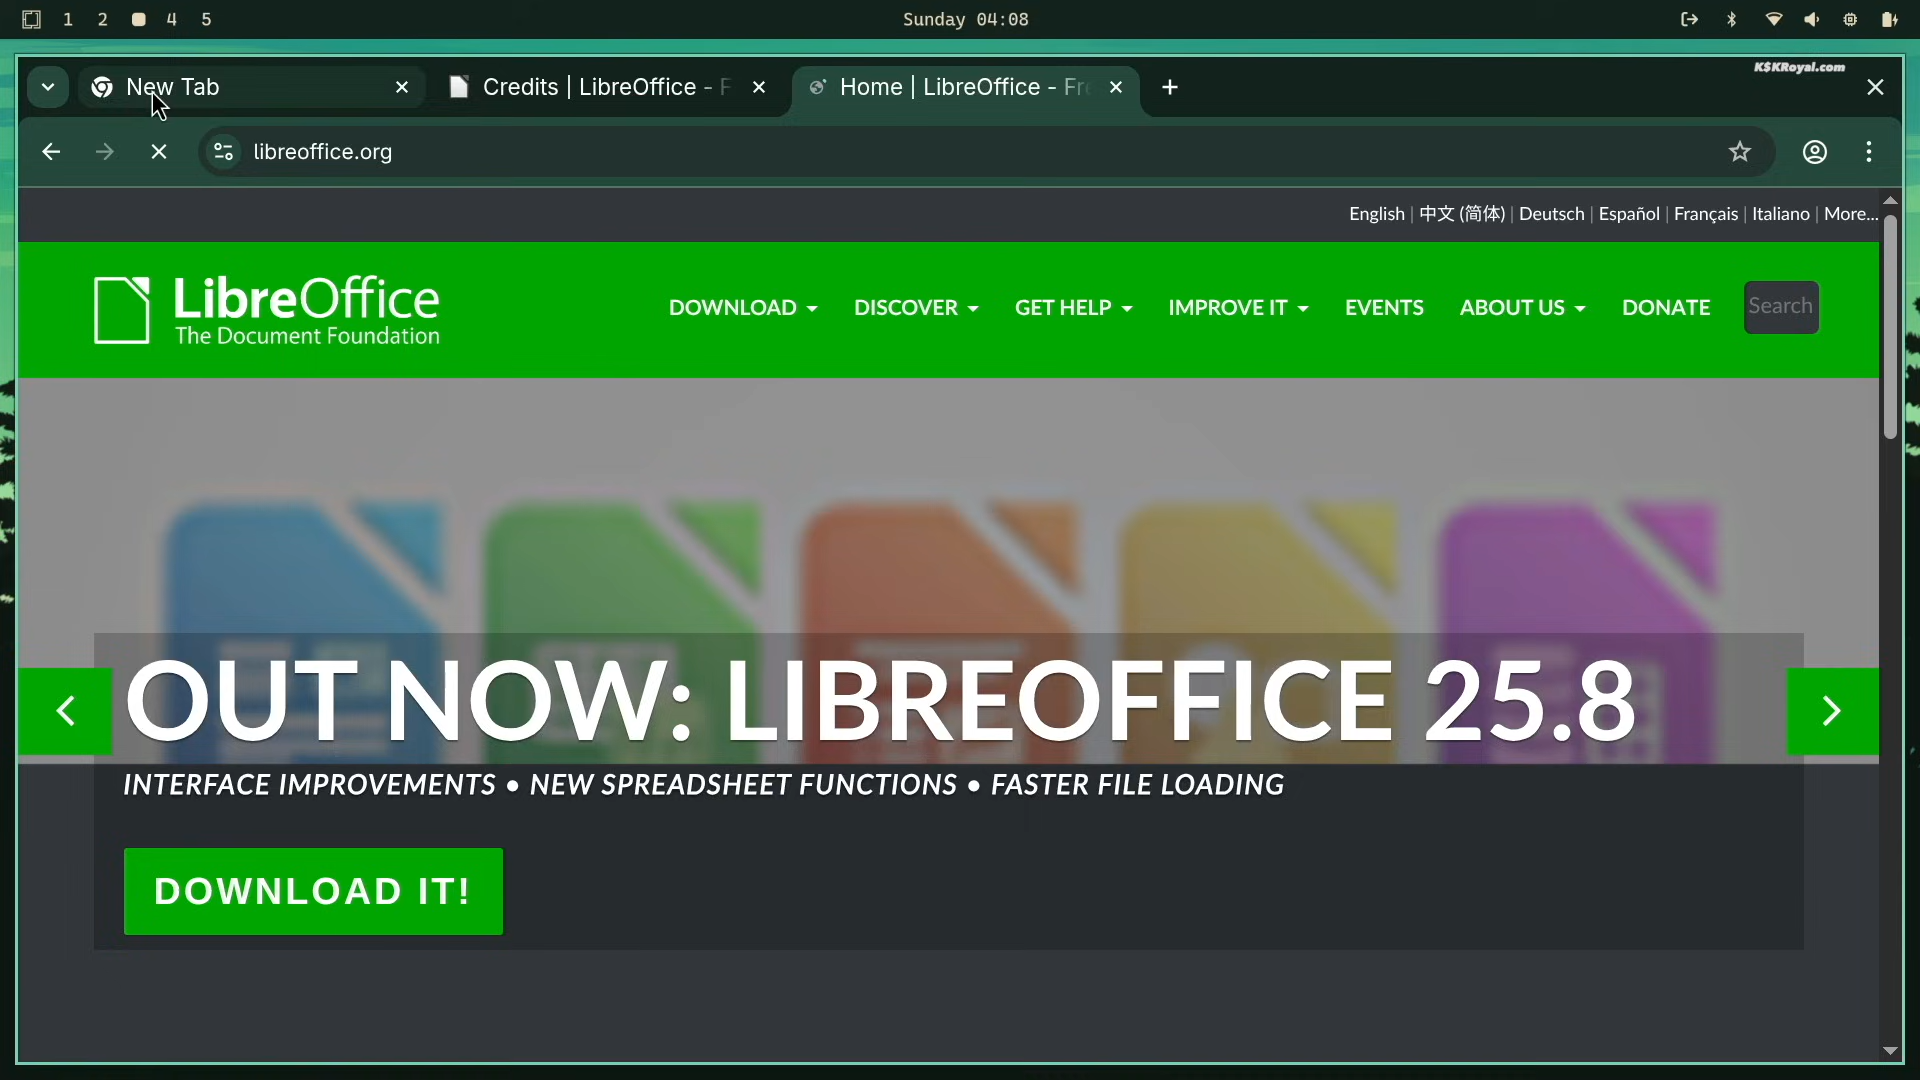 1 2 4 5 Sunday 04:08
K$KRoyal.com
New Tab Credits | LibreOffice - F Home | LibreOffice - Fre
libreoffice.org
English | 中文 (简体) | Deutsch | Español | Français | Italiano | More...
LibreOffice
The Document Foundation
DOWNLOAD DISCOVER GET HELP IMPROVE IT EVENTS ABOUT US DONATE Search
OUT NOW: LIBREOFFICE 25.8
INTERFACE IMPROVEMENTS • NEW SPREADSHEET FUNCTIONS • FASTER FILE LOADING
DOWNLOAD IT!